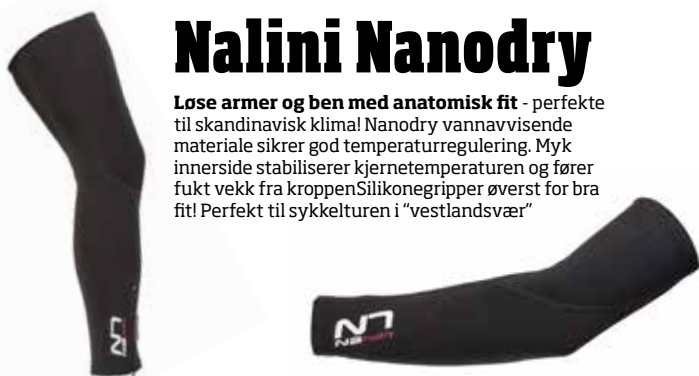 Nalini Nanodry
Løse armer og ben med anatomisk fit - perfekte
til skandinavisk klima! Nanodry vannavvisende
materiale sikrer god temperaturregulering. Myk
innerside stabiliserer kjernetemperaturen og fører
fukt vekk fra kroppenSilikonegripper øverst for bra
fit! Perfekt til sykkelturen i “vestlandsvær”
Nalini